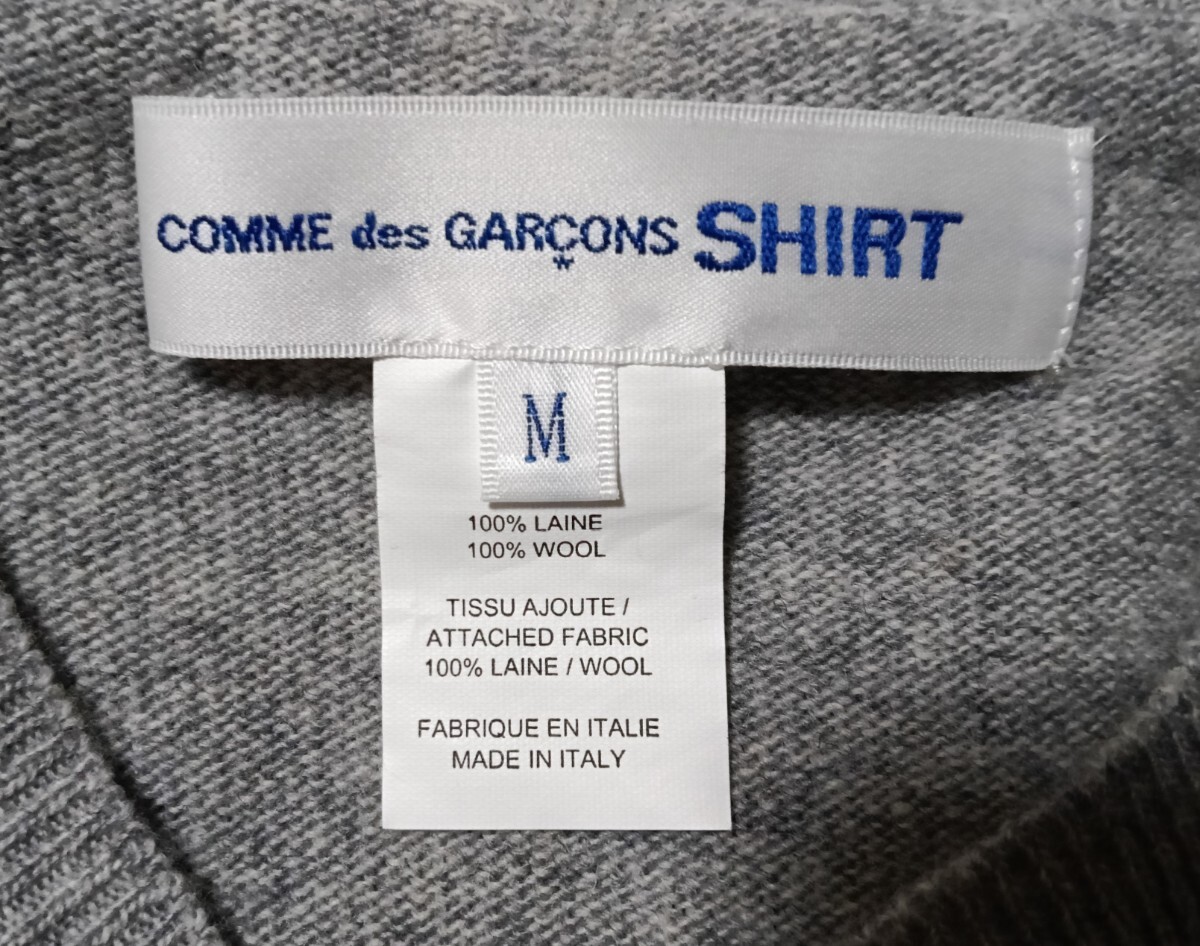 COMME des GARÇONS SHIRT
M
100% LAINE
100% WOOL
TISSU AJOUTE /
ATTACHED FABRIC
100% LAINE / WOOL
FABRIQUE EN ITALIE
MADE IN ITALY